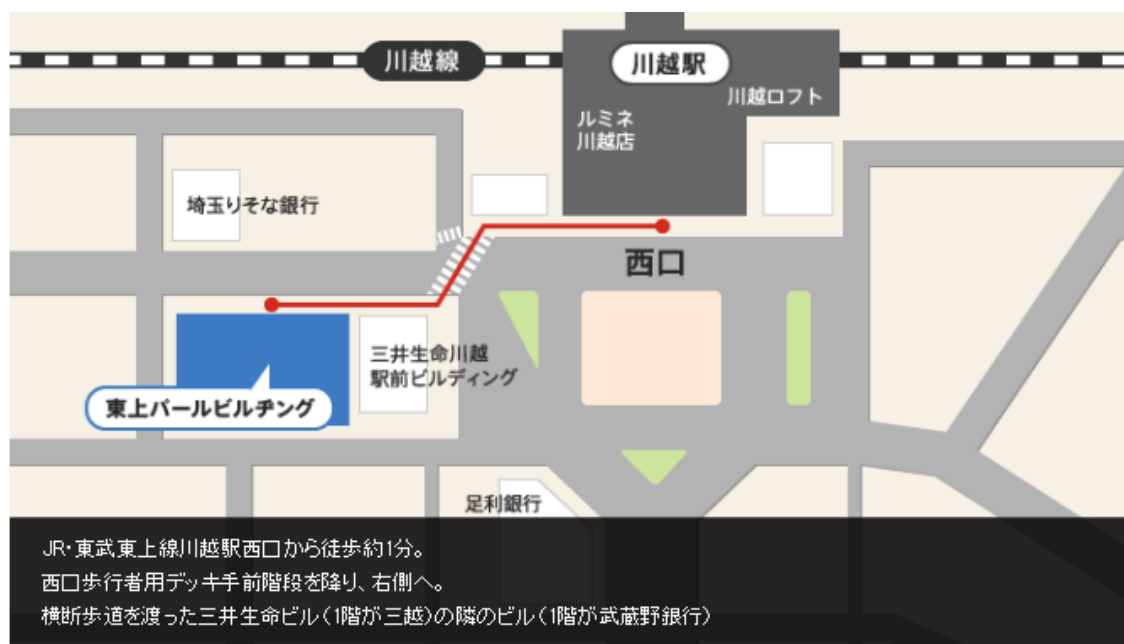 川越線
川越駅
川越ロフト
ルミネ
川越店
埼玉りそな銀行
西口
三井生命川越
駅前ビルディング
東上パールビルヂング
足利銀行
JR・東武東上線川越駅西口から徒歩約1分。
西口歩行者用デッキ手前階段を降り、右側へ。
横断歩道を渡った三井生命ビル(1階が三越)の隣のビル(1階が武蔵野銀行)